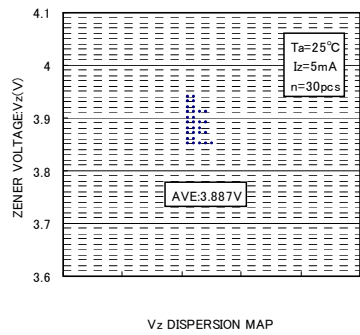 4.1
Ta=25℃
Iz=5mA
n=30pcs
4
3.9
3.8
3.7
3.6
ZENER VOLTAGE:Vz(V)
AVE:3.887V
Vz DISPERSION MAP